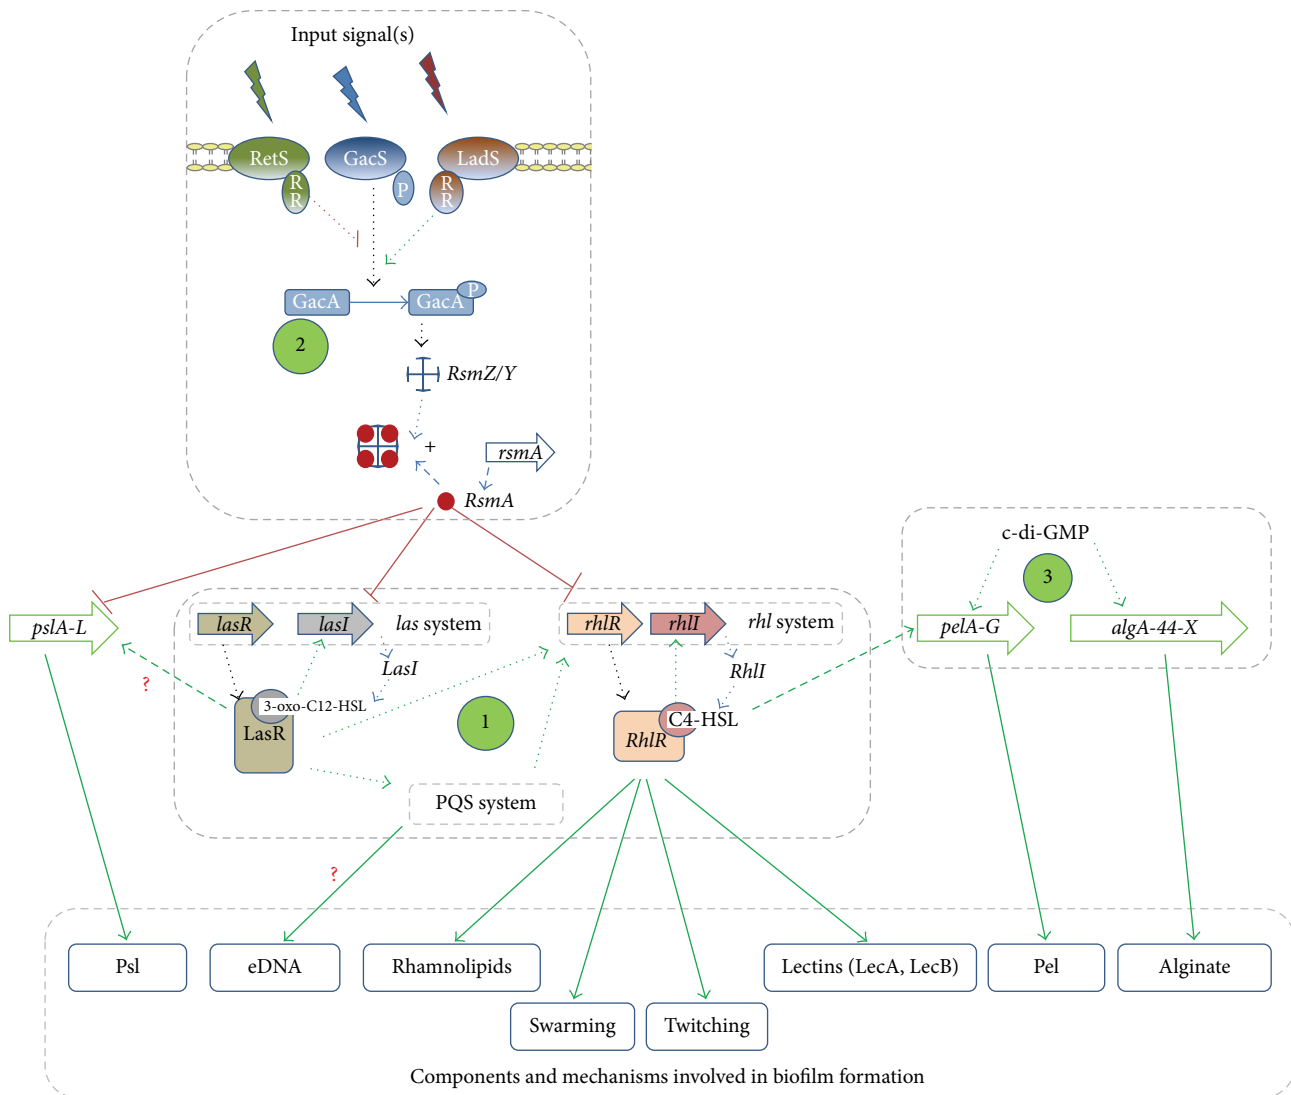 Input signal(s)
RetS
GacS
LadS
R
R
P
R
R
GacA
GacA
P
2
RsmZ/Y
+
rsmA
RsmA
c-di-GMP
3
pslA-L
lasR
lasI
las system
rhlR
rhlI
rhl system
pelA-G
algA-44-X
LasI
RhlI
?
3-oxo-C12-HSL
LasR
1
C4-HSL
RhlR
PQS system
?
Psl
eDNA
Rhamnolipids
Lectins (LecA, LecB)
Pel
Alginate
Swarming
Twitching
Components and mechanisms involved in biofilm formation